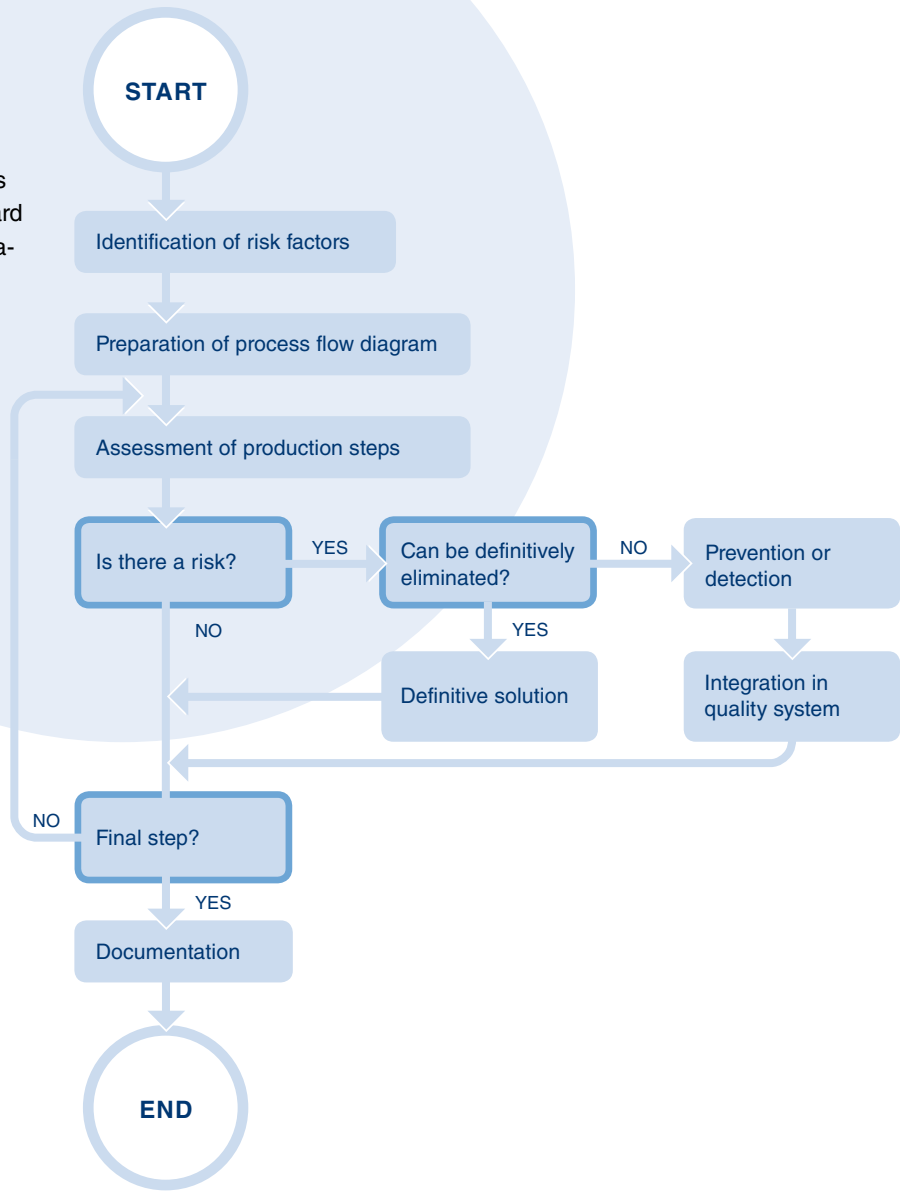 START
s
ard
a-
Identification of risk factors
Preparation of process flow diagram
Assessment of production steps
Is there a risk?
YES
Can be definitively
eliminated?
NO
Prevention or
detection
NO
YES
Definitive solution
Integration in
quality system
NO
Final step?
YES
Documentation
END